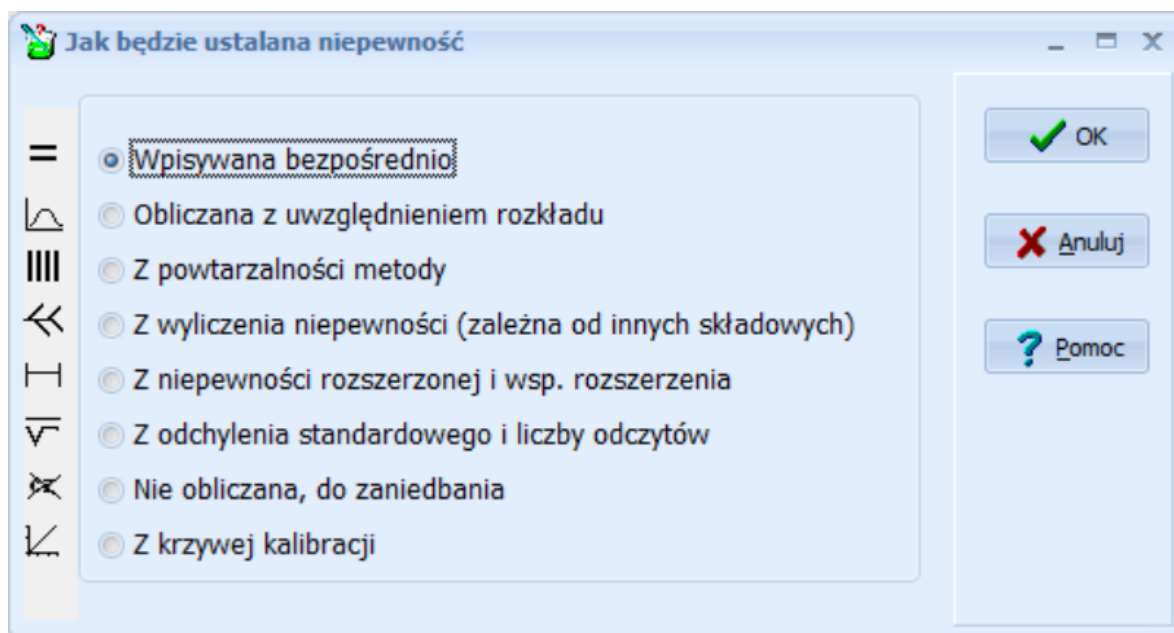 Jak będzie ustalana niepewność
Wpisywana bezpośrednio
Obliczana z uwzględnieniem rozkładu
Z powtarzalności metody
Z wyliczenia niepewności (zależna od innych składowych)
Z niepewności rozszerzonej i wsp. rozszerzenia
Z odchylenia standardowego i liczby odczytów
Nie obliczana, do zaniedbania
Z krzywej kalibracji
OK
Anuluj
Pomoc